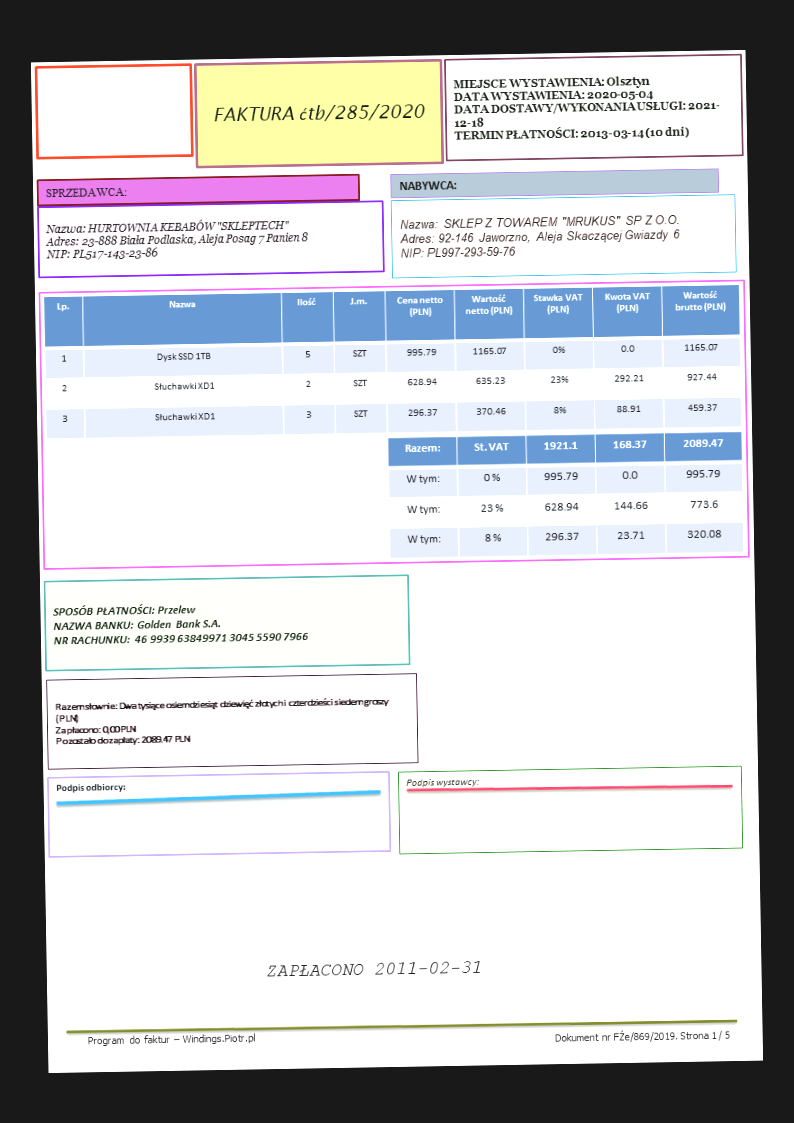 FAKTURA ćtb/285/2020
MIEJSCE WYSTAWIENIA: Olsztyn
DATA WYSTAWIENIA: 2020-05-04
DATA DOSTAWY/WYKONANIA USŁUGI: 2021-
12-18
TERMIN PŁATNOŚCI: 2013-03-14 (10 dni)
SPRZEDAWCA:
Nazwa: HURTOWNIA KEBABÓW "SKLEPTECH"
Adres: 23-888 Biała Podlaska, Aleja Posąg 7 Panien 8
NIP: PL517-143-23-86
NABYWCA:
Nazwa: SKLEP Z TOWAREM "MRUKUS" SP Z O.O.
Adres: 92-146 Jaworzno, Aleja Skaczącej Gwiazdy 6
NIP: PL997-293-59-76
Lp. Nazwa Ilość J.m. Cena netto (PLN) Wartość netto (PLN) Stawka VAT (PLN) Kwota VAT (PLN) Wartość brutto (PLN)
1 Dysk SSD 1TB 5 SZT 995.79 1165.07 0% 0.0 1165.07
2 Słuchawki XD1 2 SZT 628.94 635.23 23% 292.21 927.44
3 Słuchawki XD1 3 SZT 296.37 370.46 8% 88.91 459.37
Razem: St. VAT 1921.1 168.37 2089.47
W tym: 0 % 995.79 0.0 995.79
W tym: 23 % 628.94 144.66 773.6
W tym: 8 % 296.37 23.71 320.08
SPOSÓB PŁATNOŚCI: Przelew
NAZWA BANKU: Golden Bank S.A.
NR RACHUNKU: 46 9939 63849971 3045 5590 7966
Razem słownie: Dwa tysiące osiemdziesiąt dziewięć złotych i czterdzieści siedem groszy
(PLN)
Zapłacono: 0,00 PLN
Pozostało do zapłaty: 2089.47 PLN
Podpis odbiorcy:
Podpis wystawcy:
ZAPŁACONO 2011-02-31
Program do faktur – Windings.Piotr.pl
Dokument nr FŹe/869/2019. Strona 1 / 5